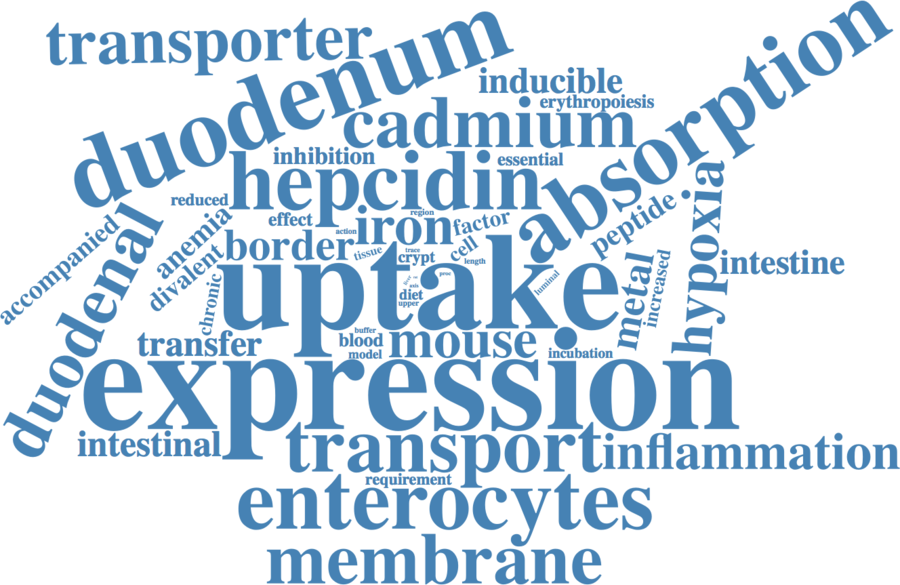 transporter
duodenum
absorption
inducible
erythropoiesis
cadmium
inhibition
essential
hepcidin
reduced
effect
region
iron
factor
peptide
hypoxia
accompanied
duodenal
anemia
divalent
chronic
action
border
tissue
trace
crypt
cell
length
uptake
luminal
metal
increased
intestine
axis
diet
upper
buffer
blood
model
mouse
transfer
incubation
expression
intestinal
transport
inflammation
requirement
enterocytes
membrane